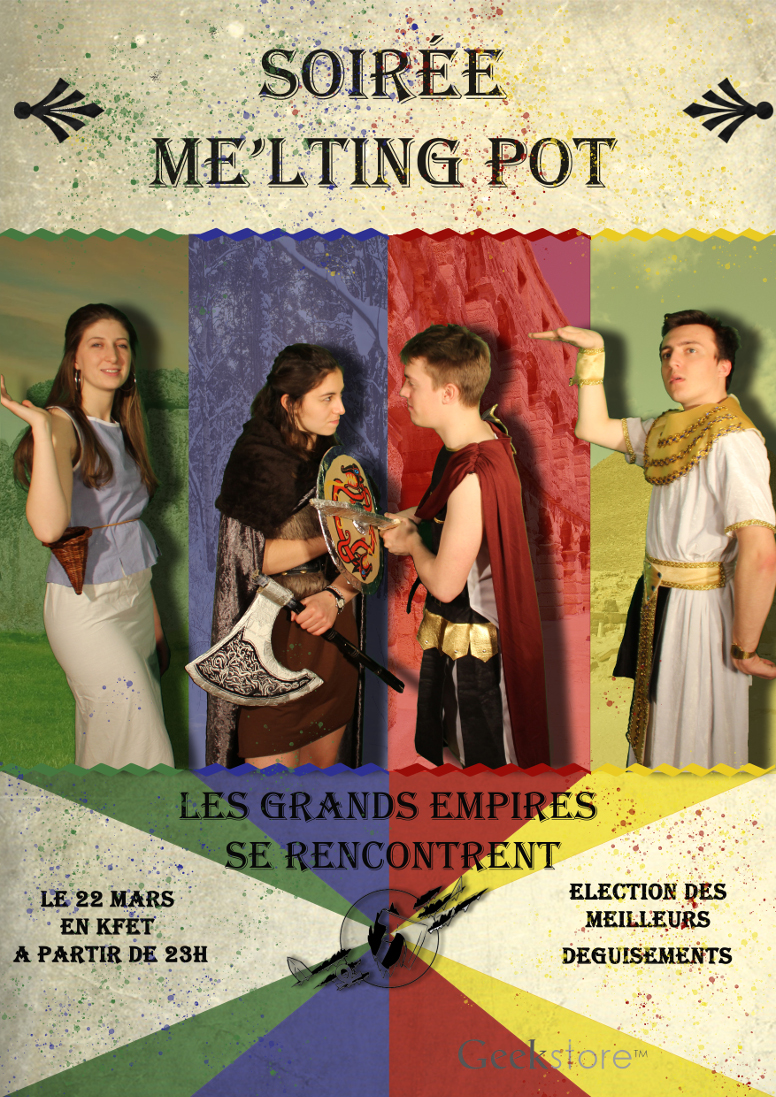 SOIRÉE
ME'LTING POT
LES GRANDS EMPIRES
SE RENCONTRENT
LE 22 MARS
EN KFET
A PARTIR DE 23H
ELECTION DES
MEILLEURS
DEGUISEMENTS
Geekstore™